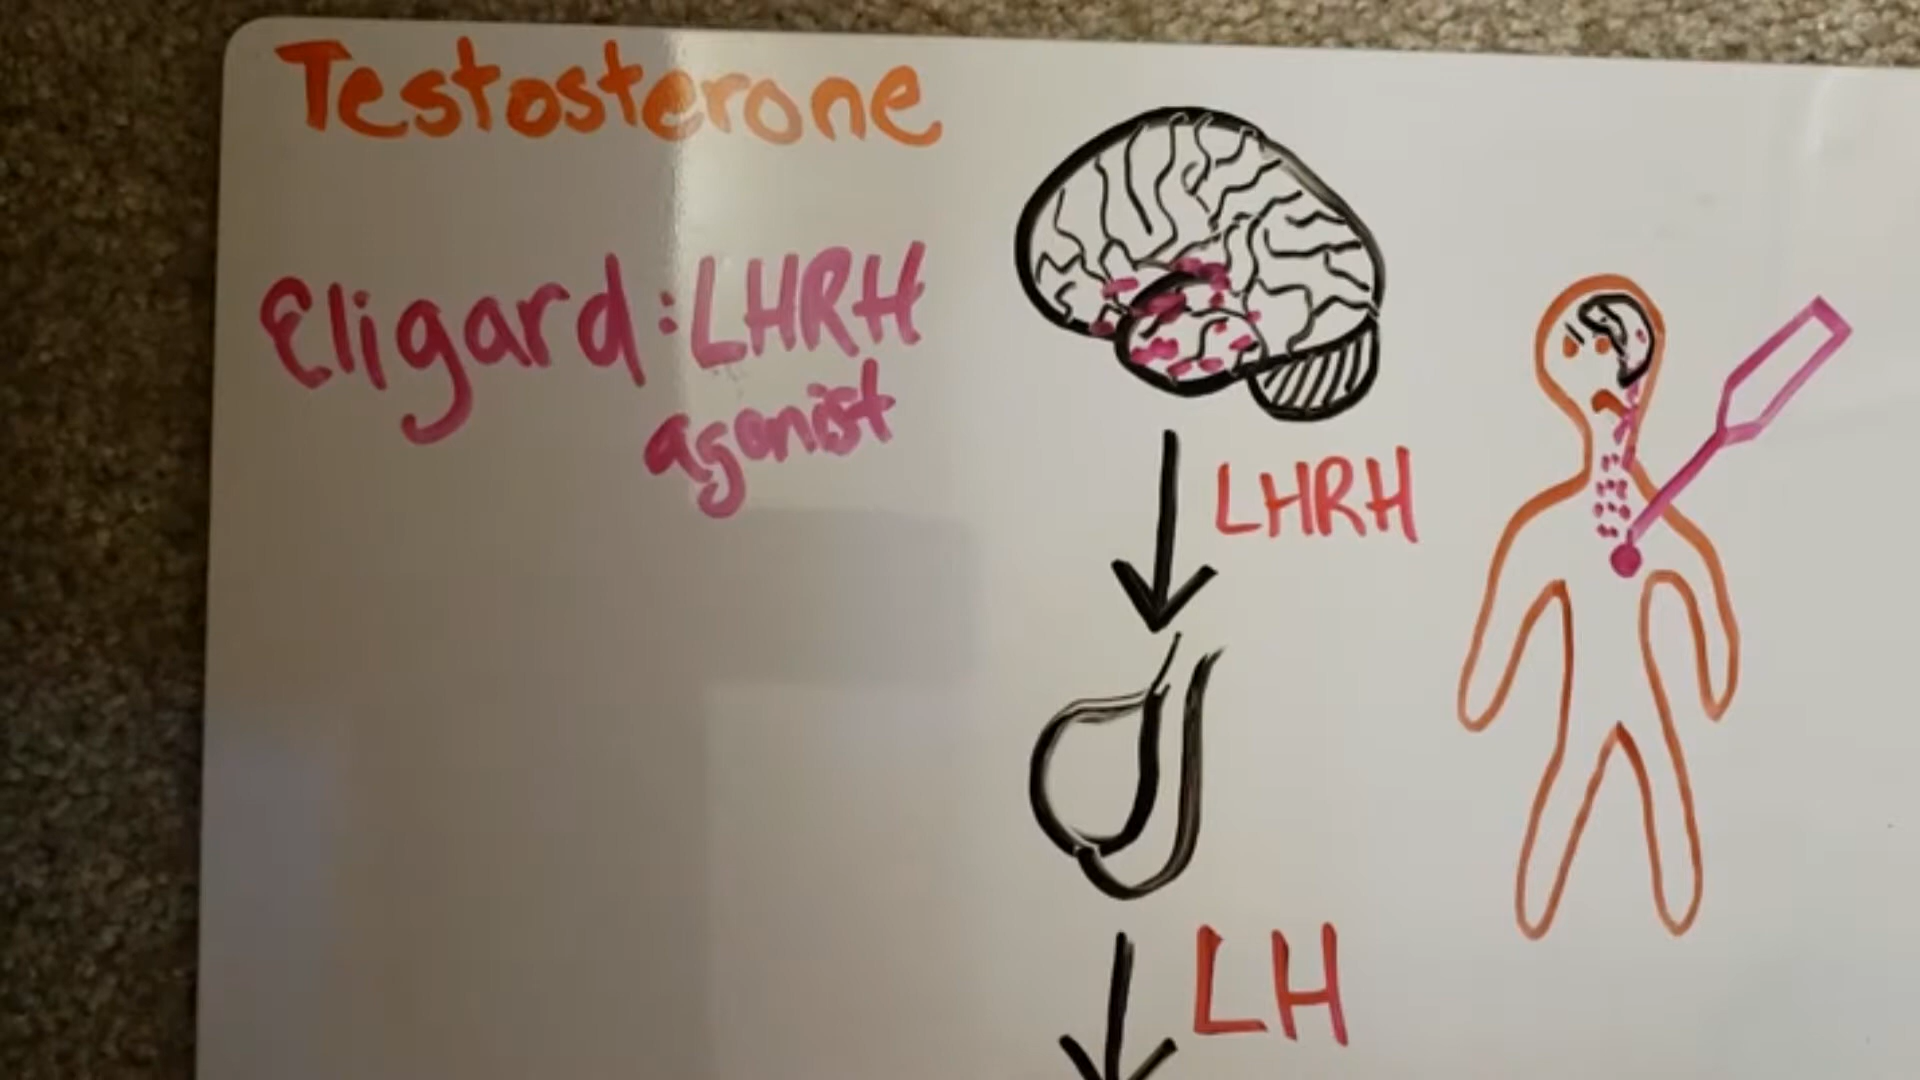 Testosterone
Eligard: LHRH
agonist
LHRH
LH